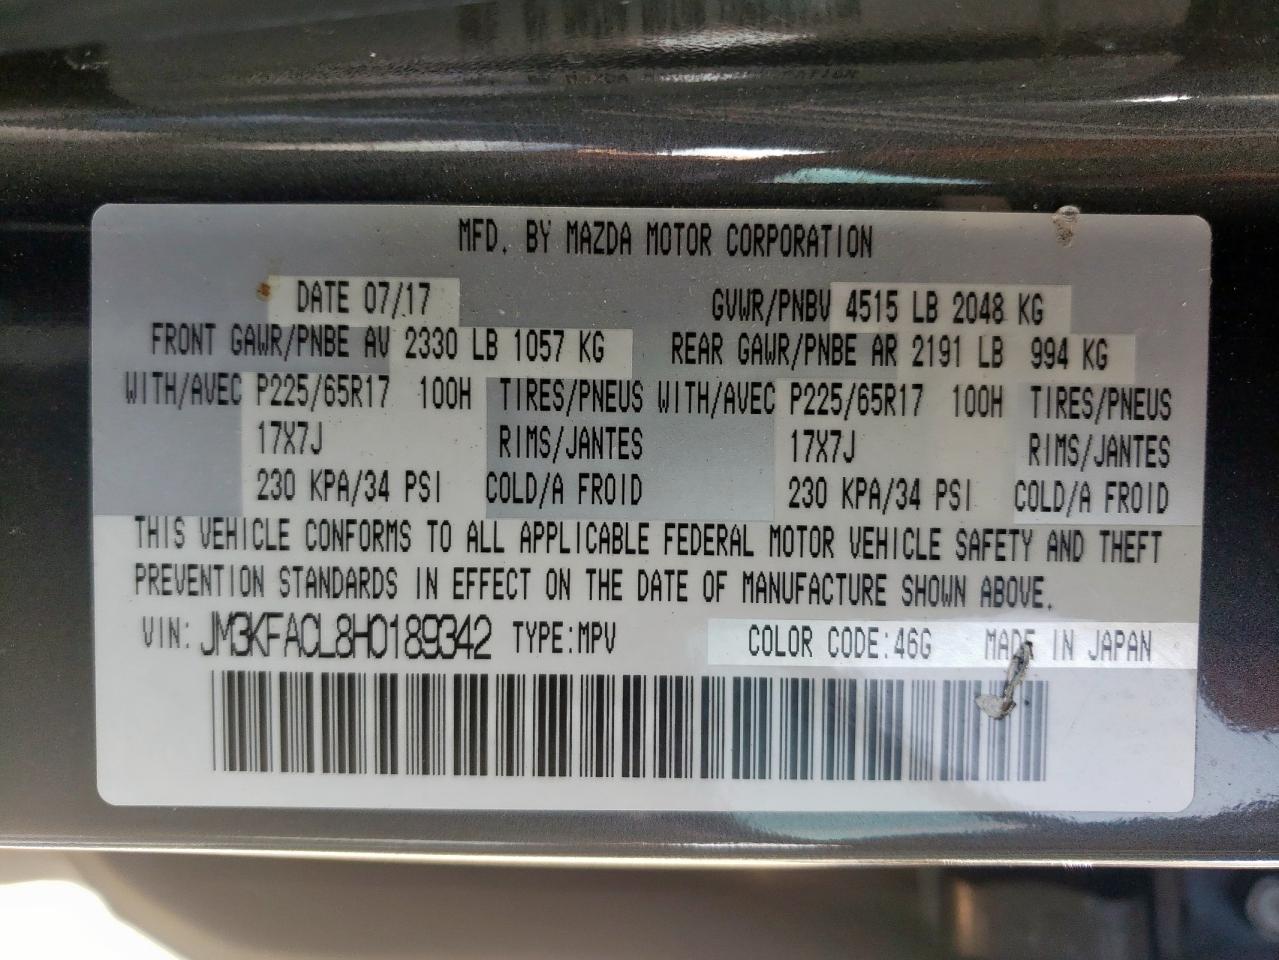 MFD. BY MAZDA MOTOR CORPORATION
DATE 07/17 GVWR/PNBV 4515 LB 2048 KG
FRONT GAWR/PNBE AV 2330 LB 1057 KG REAR GAWR/PNBE AR 2191 LB 994 KG
WITH/AVEC P225/65R17 100H TIRES/PNEUS WITH/AVEC P225/65R17 100H TIRES/PNEUS
17X7J RIMS/JANTES 17X7J RIMS/JANTES
230 KPA/34 PSI COLD/A FROID 230 KPA/34 PSI COLD/A FROID
THIS VEHICLE CONFORMS TO ALL APPLICABLE FEDERAL MOTOR VEHICLE SAFETY AND THEFT
PREVENTION STANDARDS IN EFFECT ON THE DATE OF MANUFACTURE SHOWN ABOVE.
VIN: JM3KFACL8H0189342 TYPE:MPV COLOR CODE:46G MADE IN JAPAN